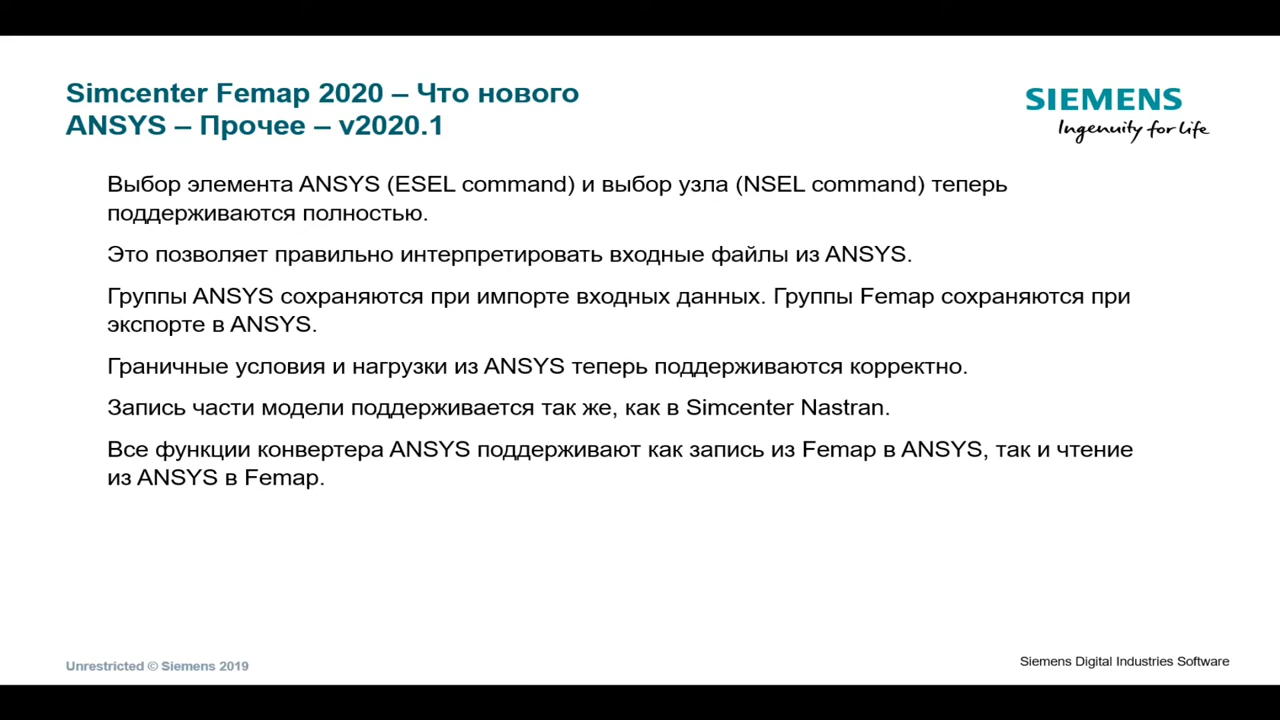 Simcenter Femap 2020 – Что нового
ANSYS – Прочее – v2020.1
SIEMENS
Ingenuity for life
Выбор элемента ANSYS (ESEL command) и выбор узла (NSEL command) теперь
поддерживаются полностью.
Это позволяет правильно интерпретировать входные файлы из ANSYS.
Группы ANSYS сохраняются при импорте входных данных. Группы Femap сохраняются при
экспорте в ANSYS.
Граничные условия и нагрузки из ANSYS теперь поддерживаются корректно.
Запись части модели поддерживается так же, как в Simcenter Nastran.
Все функции конвертера ANSYS поддерживают как запись из Femap в ANSYS, так и чтение
из ANSYS в Femap.
Unrestricted © Siemens 2019
Siemens Digital Industries Software